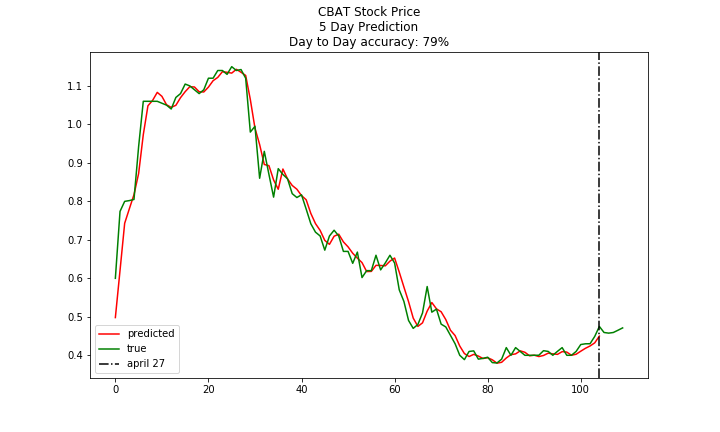 CBAT Stock Price
5 Day Prediction
Day to Day accuracy: 79%
1.1
1.0
0.9
0.8
0.7
0.6
0.5
0.4
predicted
true
april 27
0
20
40
60
80
100